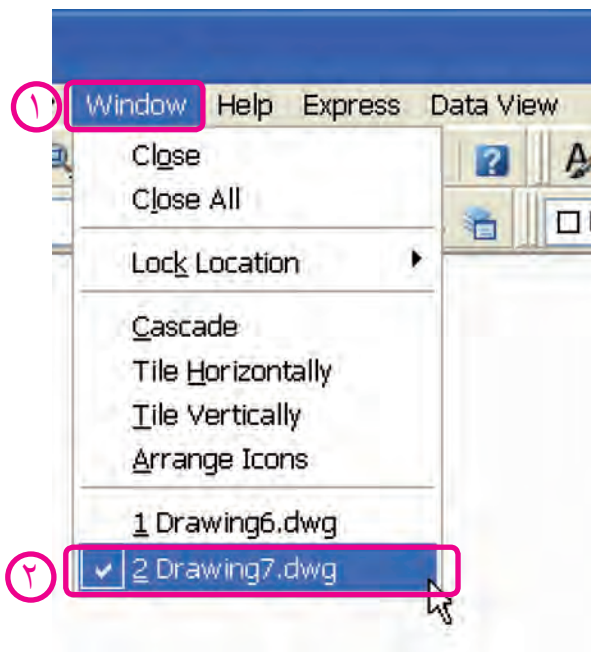 ۱ Window Help Express Data View
Close
Close All
Lock Location
Cascade
Tile Horizontally
Tile Vertically
Arrange Icons
1 Drawing6.dwg
۲ 2 Drawing7.dwg